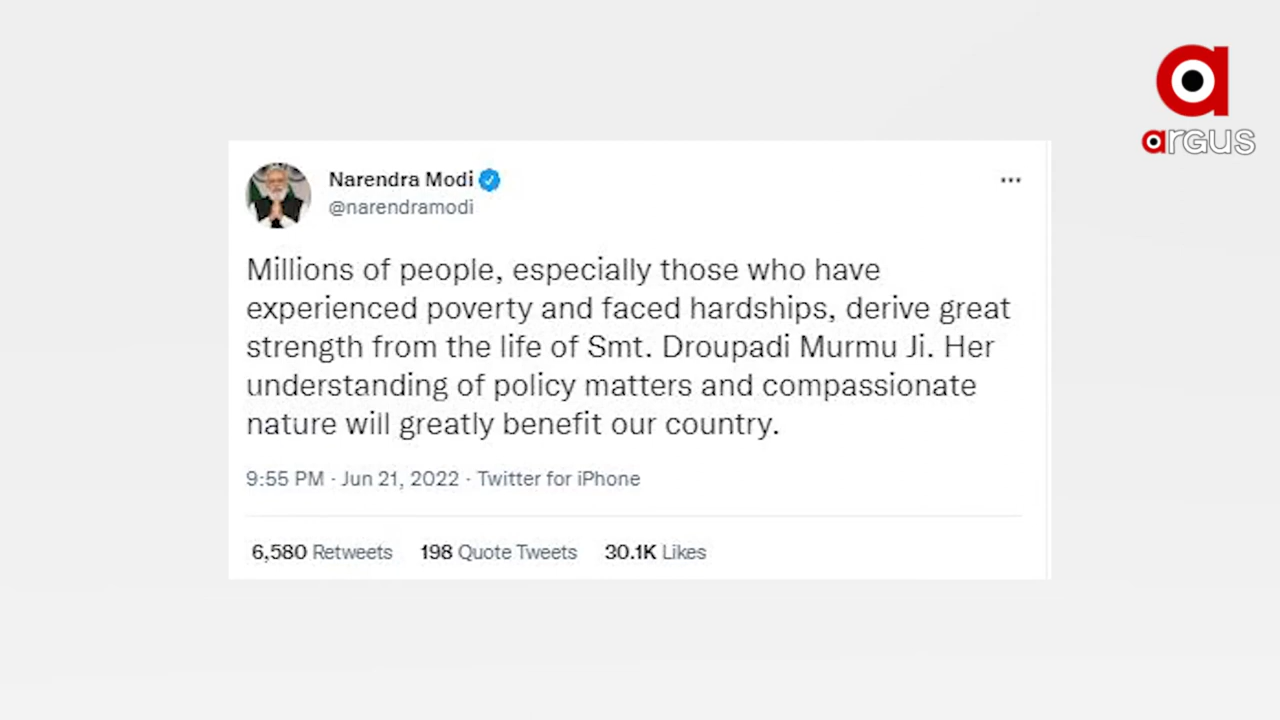 argus
Narendra Modi
@narendramodi
Millions of people, especially those who have
experienced poverty and faced hardships, derive great
strength from the life of Smt. Droupadi Murmu Ji. Her
understanding of policy matters and compassionate
nature will greatly benefit our country.
9:55 PM · Jun 21, 2022 · Twitter for iPhone
6,580 Retweets 198 Quote Tweets 30.1K Likes